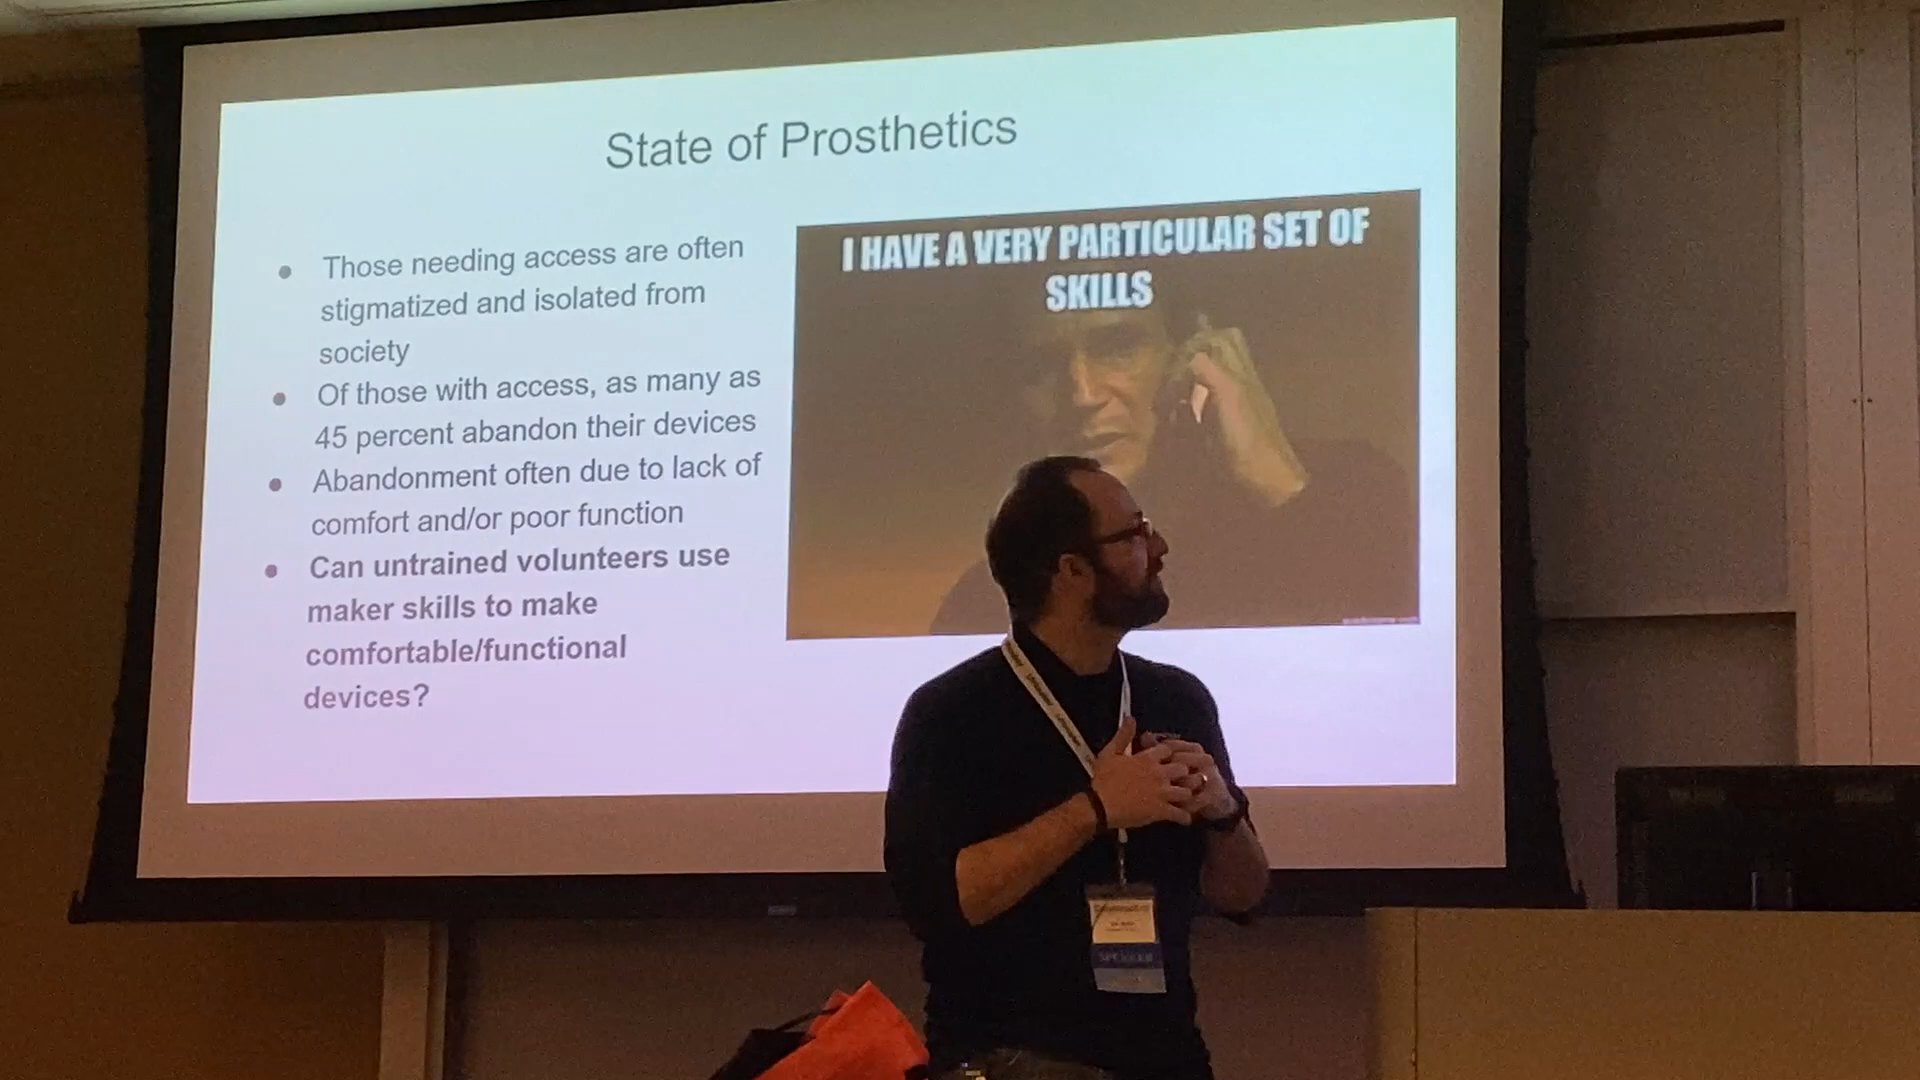 State of Prosthetics
Those needing access are often
stigmatized and isolated from
society
Of those with access, as many as
45 percent abandon their devices
Abandonment often due to lack of
comfort and/or poor function
Can untrained volunteers use
maker skills to make
comfortable/functional
devices?
I HAVE A VERY PARTICULAR SET OF
SKILLS
SPEAKER